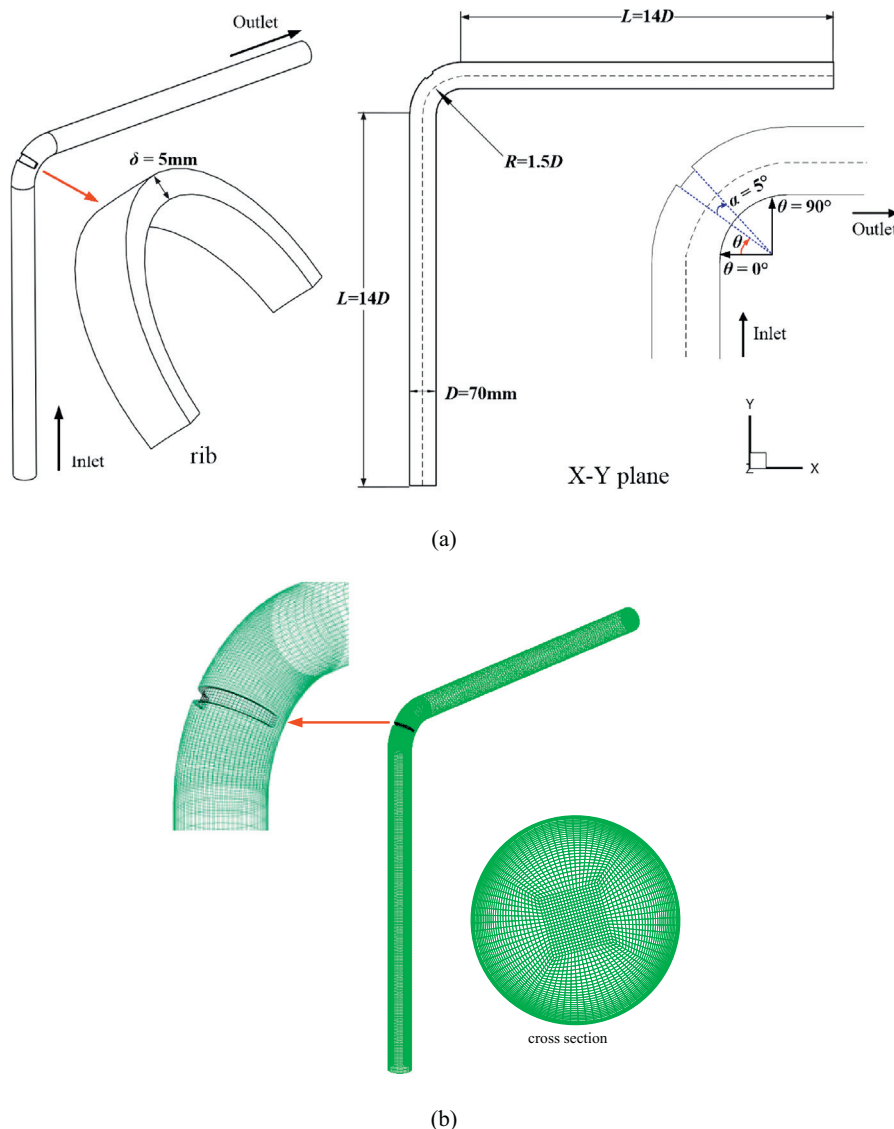 Outlet
δ = 5mm
rib
Inlet
L=14D
R=1.5D
L=14D
D=70mm
α = 5°
θ = 90°
Outlet
θ
θ = 0°
Inlet
Y
Z
X
X-Y plane
(a)
cross section
(b)